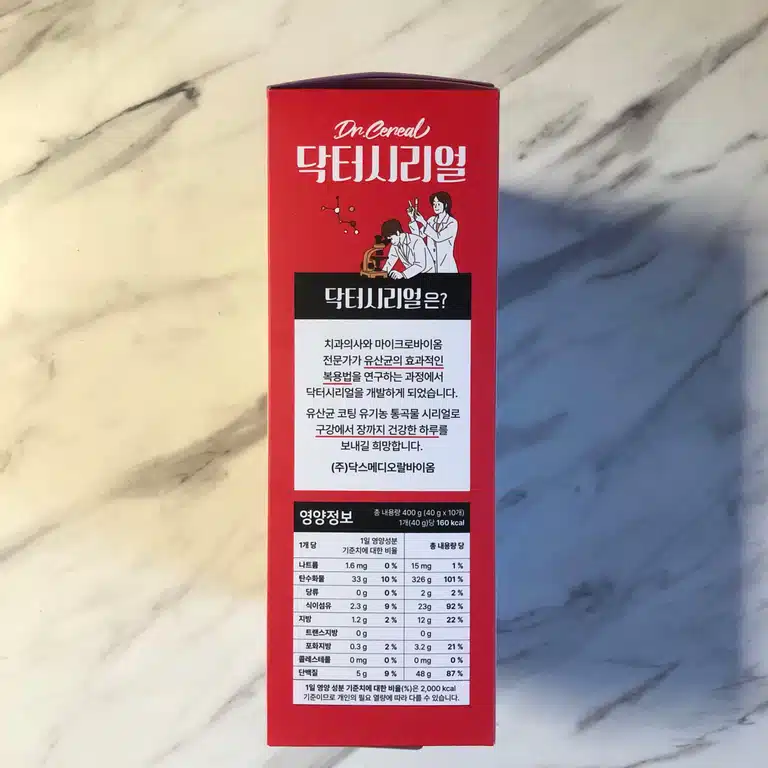 Dr.Cereal
닥터시리얼
닥터시리얼은?
치과의사와 마이크로바이옴
전문가가 유산균의 효과적인
복용법을 연구하는 과정에서
닥터시리얼을 개발하게 되었습니다.
유산균 코팅 유기농 통곡물 시리얼로
구강에서 장까지 건강한 하루를
보내길 희망합니다.
(주)닥스메디오랄바이옴
영양정보
총 내용량 400 g (40 g x 10개)
1개(40 g)당 160 kcal
1개 당 1일 영양성분 기준치에 대한 비율 총 내용량 당
나트륨 1.6 mg 0 % 15 mg 1 %
탄수화물 33 g 10 % 326 g 101 %
당류 0 g 0 % 2 g 2 %
식이섬유 2.3 g 9 % 23g 92 %
지방 1.2 g 2 % 12 g 22 %
트랜스지방 0 g 0 g
포화지방 0.3 g 2 % 3.2 g 21 %
콜레스테롤 0 mg 0 % 0 mg 0 %
단백질 5 g 9 % 48 g 87 %
1일 영양 성분 기준치에 대한 비율(%)은 2,000 kcal
기준이므로 개인의 필요 열량에 따라 다를 수 있습니다.